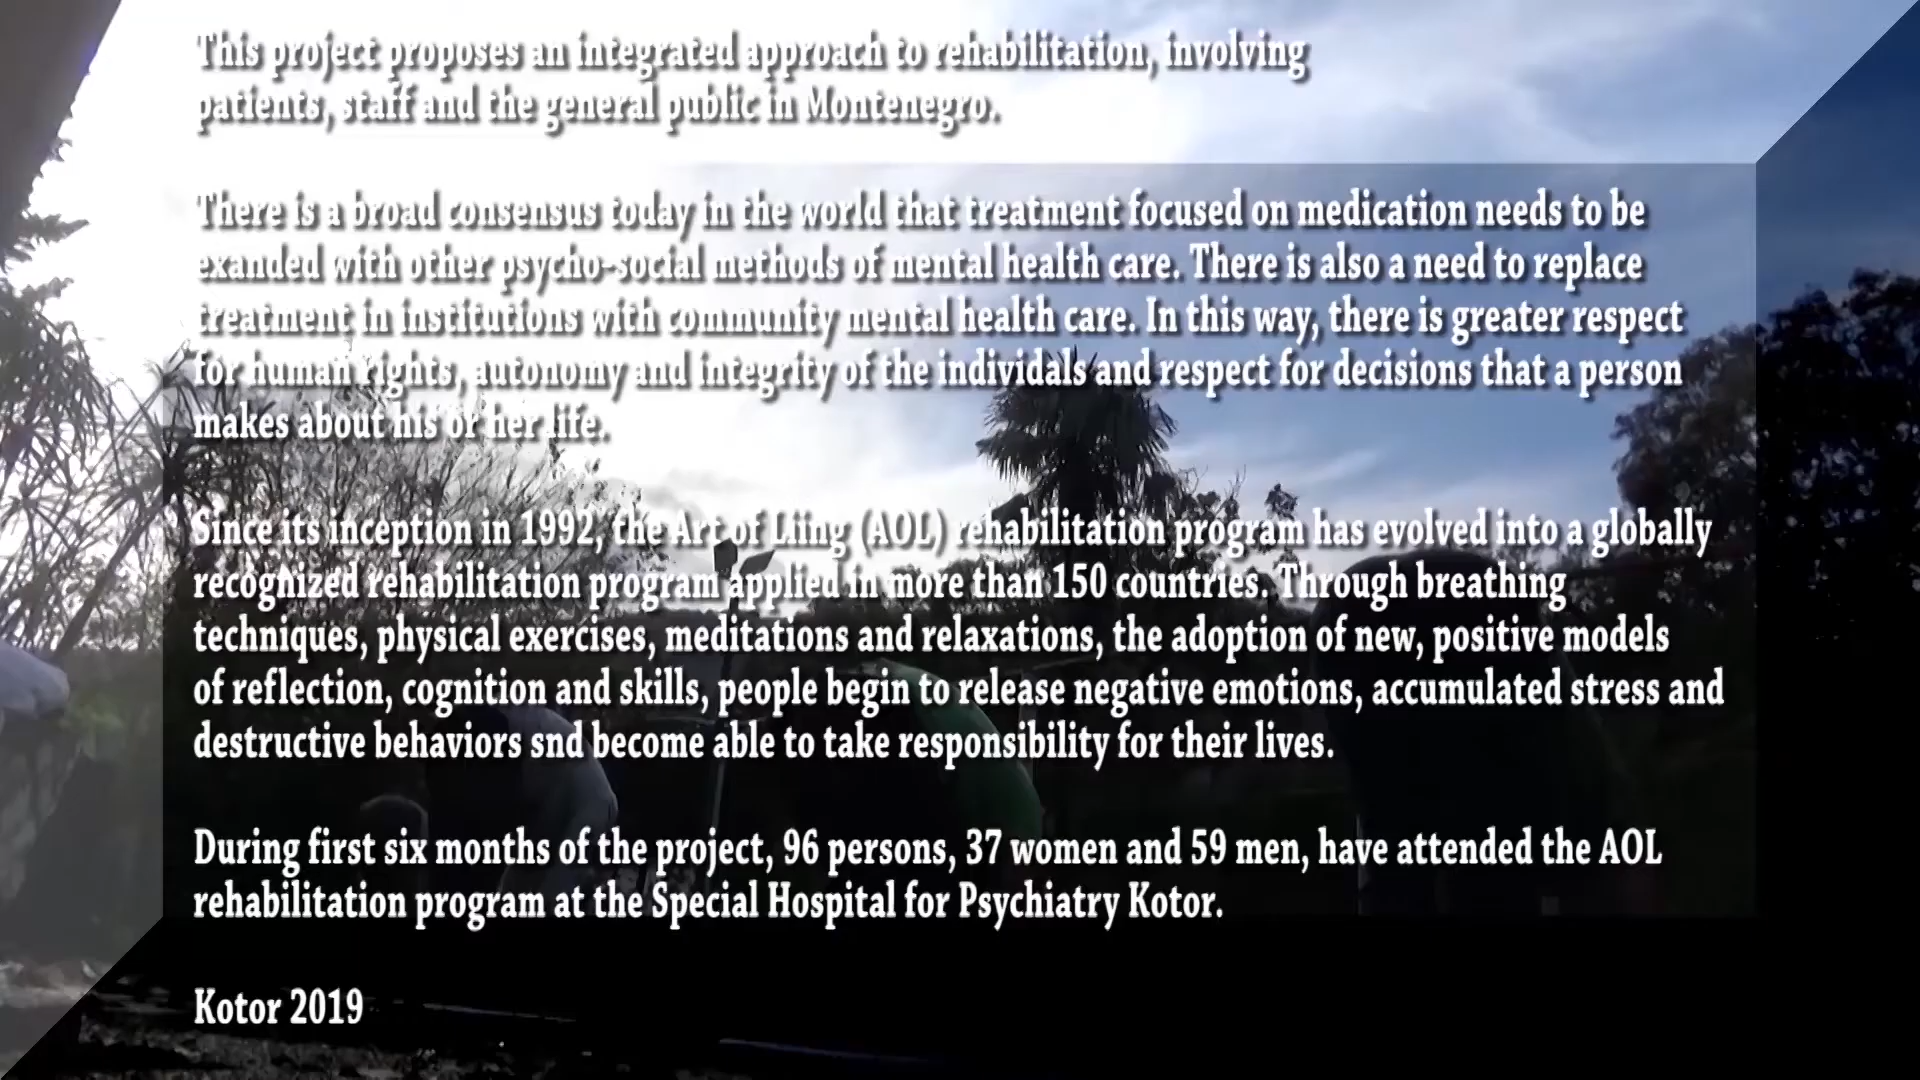 This project proposes an integrated approach to rehabilitation, involving
patients, staff and the general public in Montenegro.
There is a broad consensus today in the world that treatment focused on medication needs to be
exanded with other psycho-social methods of mental health care. There is also a need to replace
treatment in institutions with community mental health care. In this way, there is greater respect
for human rights, autonomy and integrity of the individals and respect for decisions that a person
makes about his or her life.
Since its inception in 1992, the Art of Liing (AOL) rehabilitation program has evolved into a globally
recognized rehabilitation program applied in more than 150 countries. Through breathing
techniques, physical exercises, meditations and relaxations, the adoption of new, positive models
of reflection, cognition and skills, people begin to release negative emotions, accumulated stress and
destructive behaviors snd become able to take responsibility for their lives.
During first six months of the project, 96 persons, 37 women and 59 men, have attended the AOL
rehabilitation program at the Special Hospital for Psychiatry Kotor.
Kotor 2019